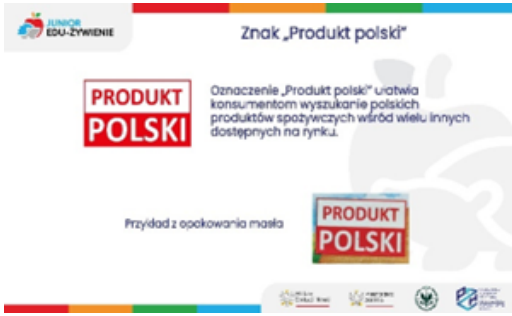 JUNIOR
EDU-ŻYWIENIE
Znak „Produkt polski”
PRODUKT
POLSKI
Oznaczenie „Produkt polski” ułatwia
konsumentom wyszukanie polskich
produktów spożywczych wśród wielu innych
dostępnych na rynku.
Przykład z opakowania masła
PRODUKT
POLSKI